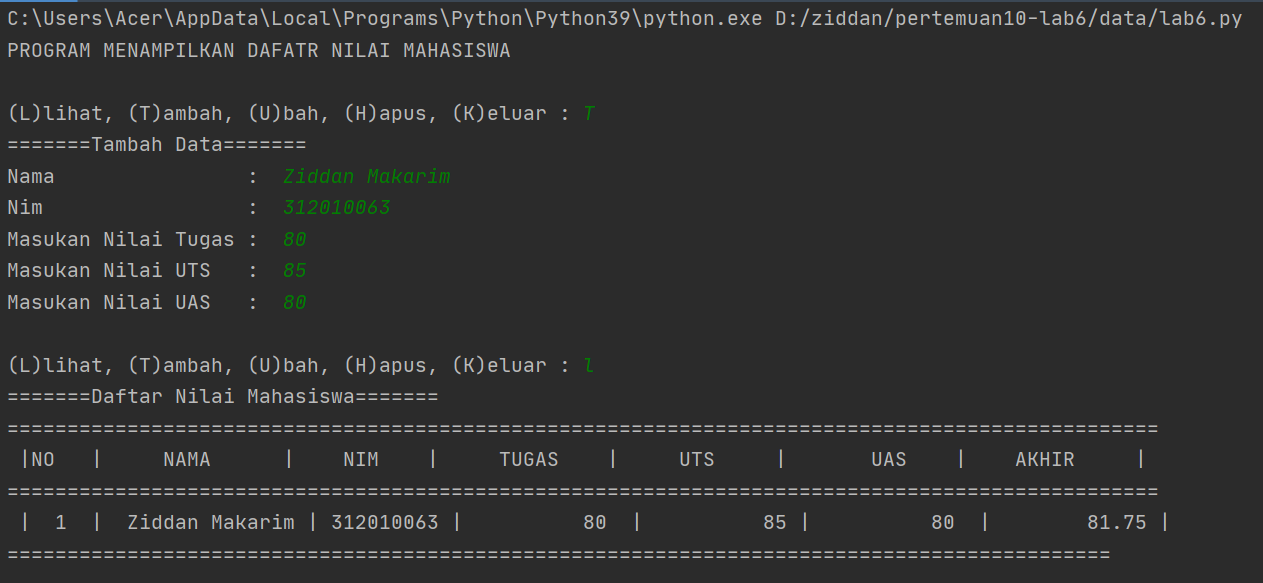 C:\Users\Acer\AppData\Local\Programs\Python\Python39\python.exe D:/ziddan/pertemuan10-lab6/data/lab6.py
PROGRAM MENAMPILKAN DAFATR NILAI MAHASISWA
(L)lihat, (T)ambah, (U)bah, (H)apus, (K)eluar : T
=======Tambah Data=======
Nama                :  Ziddan Makarim
Nim                 :  312010063
Masukan Nilai Tugas :  80
Masukan Nilai UTS   :  85
Masukan Nilai UAS   :  80
(L)lihat, (T)ambah, (U)bah, (H)apus, (K)eluar : l
=======Daftar Nilai Mahasiswa=======
================================================================================================
 |NO   |     NAMA      |    NIM    |     TUGAS    |     UTS     |       UAS    |    AKHIR     |
================================================================================================
 |  1  |  Ziddan Makarim | 312010063 |          80  |          85 |          80  |        81.75 |
============================================================================================